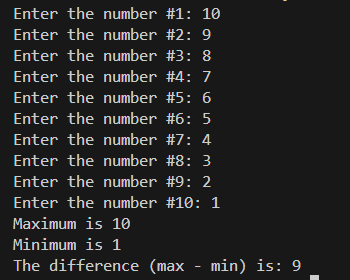 Enter the number #1: 10
Enter the number #2: 9
Enter the number #3: 8
Enter the number #4: 7
Enter the number #5: 6
Enter the number #6: 5
Enter the number #7: 4
Enter the number #8: 3
Enter the number #9: 2
Enter the number #10: 1
Maximum is 10
Minimum is 1
The difference (max - min) is: 9